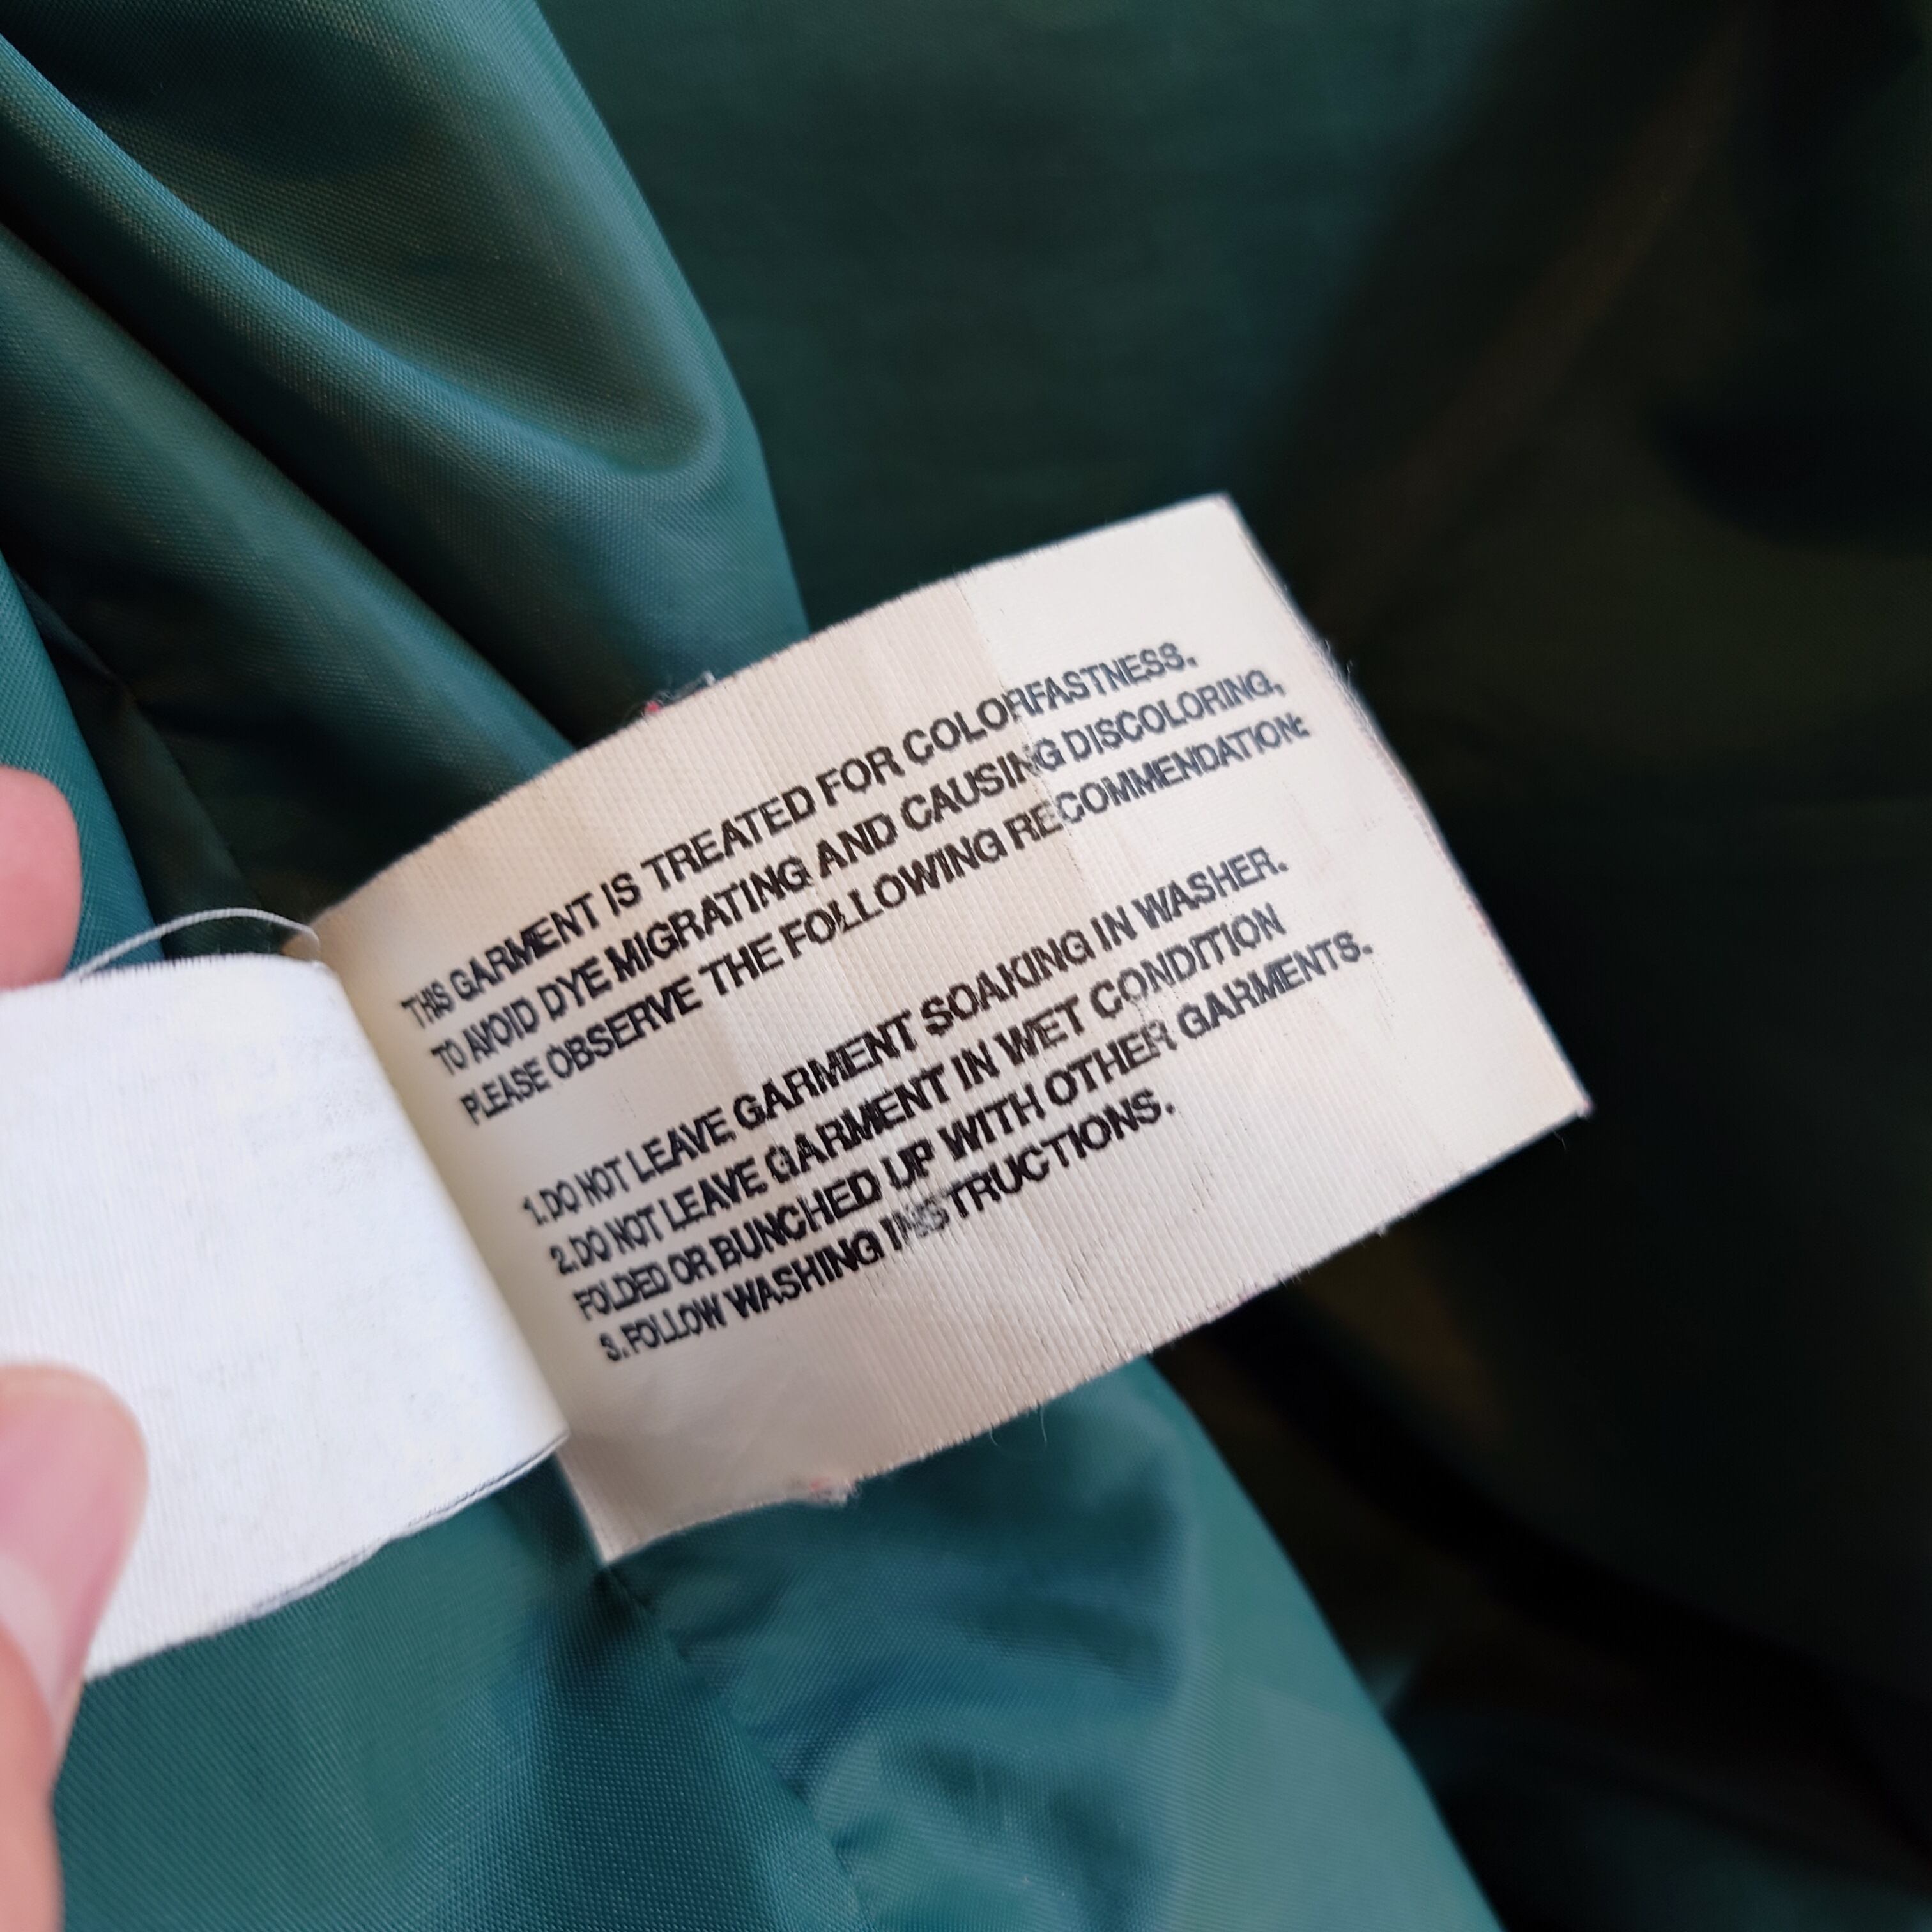 THIS GARMENT IS TREATED FOR COLORFASTNESS.
TO AVOID DYE MIGRATING AND CAUSING DISCOLORING,
PLEASE OBSERVE THE FOLLOWING RECOMMENDATION:
1.DO NOT LEAVE GARMENT SOAKING IN WASHER.
2.DO NOT LEAVE GARMENT IN WET CONDITION
FOLDED OR BUNCHED UP WITH OTHER GARMENTS.
3.FOLLOW WASHING INSTRUCTIONS.